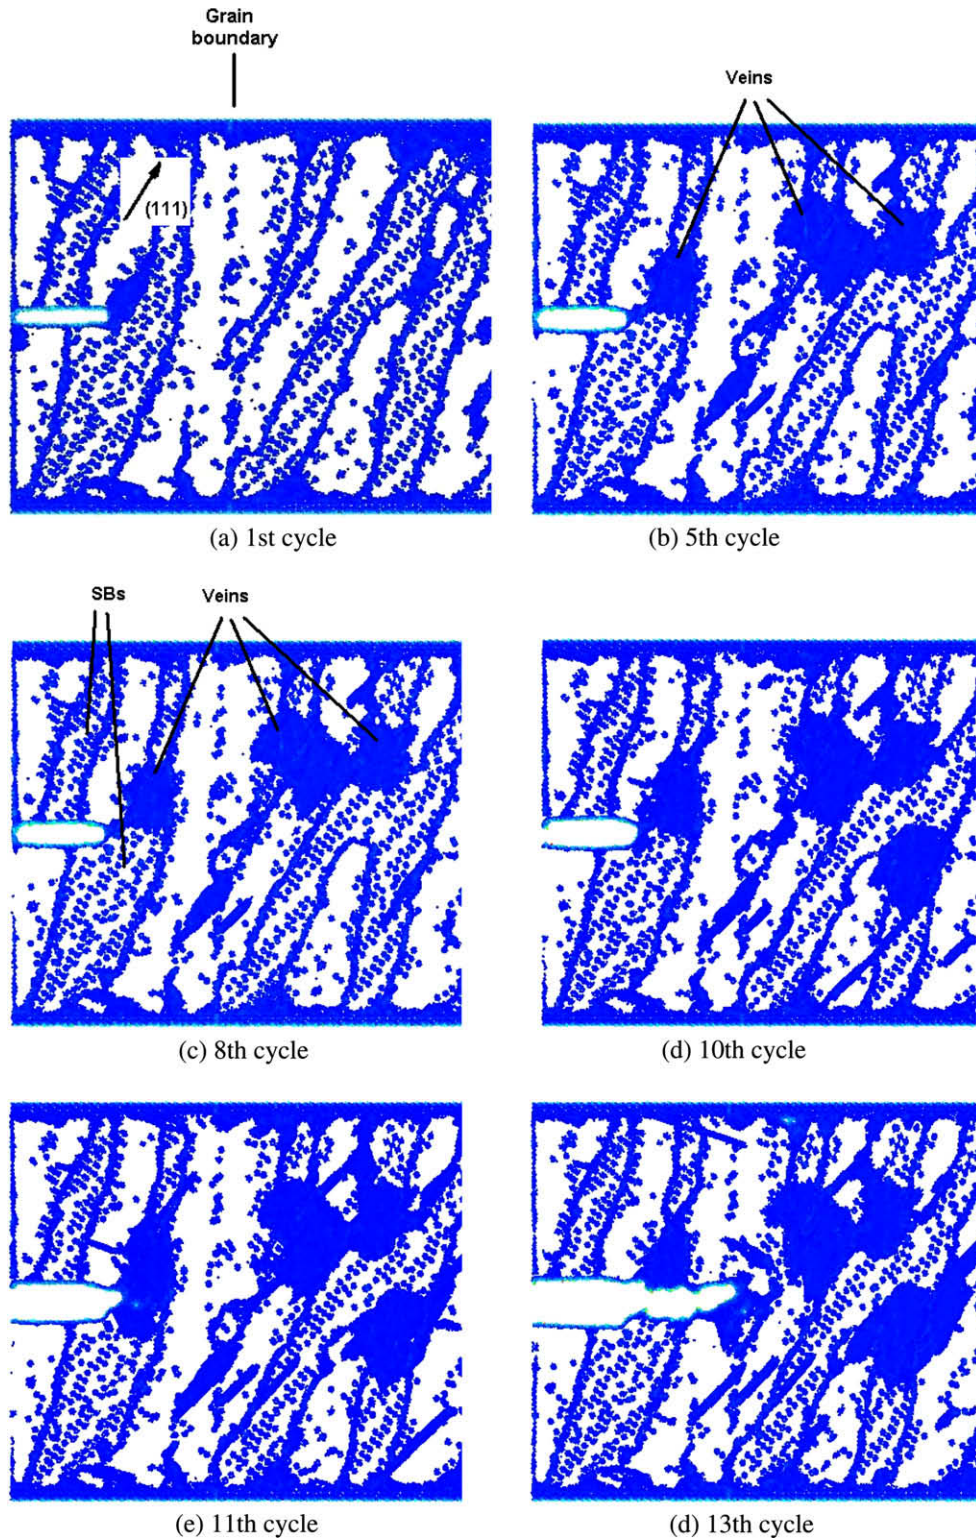 Grain
boundary
Veins
(111)
(a) 1st cycle
(b) 5th cycle
SBs
Veins
(c) 8th cycle
(d) 10th cycle
(e) 11th cycle
(d) 13th cycle